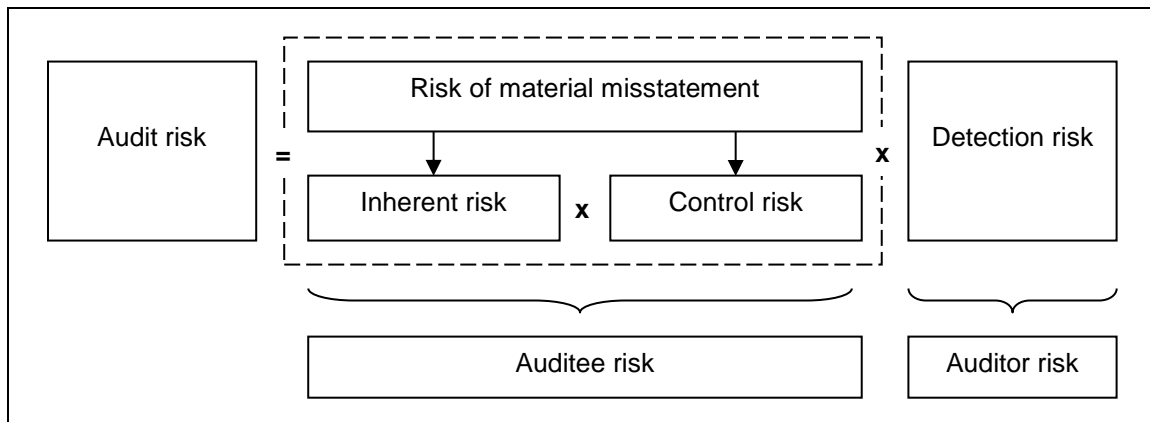 Risk of material misstatement
Audit risk
=
x
Detection risk
Inherent risk
x
Control risk
Auditee risk
Auditor risk